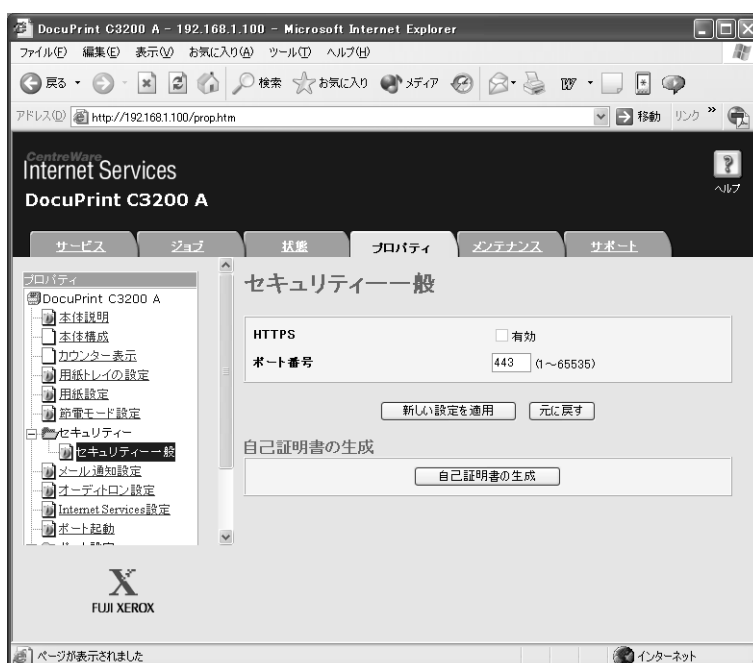 DocuPrint C3200 A - 192.168.1.100 - Microsoft Internet Explorer
ファイル(F) 編集(E) 表示(V) お気に入り(A) ツール(T) ヘルプ(H)
戻る 検索 お気に入り メディア
アドレス(D) http://192.168.1.100/prop.htm 移動 リンク »
CentreWare
Internet Services
DocuPrint C3200 A
ヘルプ
サービス ジョブ 状態 プロパティ メンテナンス サポート
プロパティ
DocuPrint C3200 A
本体説明
本体構成
カウンター表示
用紙トレイの設定
用紙設定
節電モード設定
セキュリティー
セキュリティー一般
メール通知設定
オーディトロン設定
Internet Services設定
ポート起動
セキュリティー一般
HTTPS 有効
ポート番号 443 (1~65535)
新しい設定を適用 元に戻す
自己証明書の生成
自己証明書の生成
X
FUJI XEROX
ページが表示されました インターネット